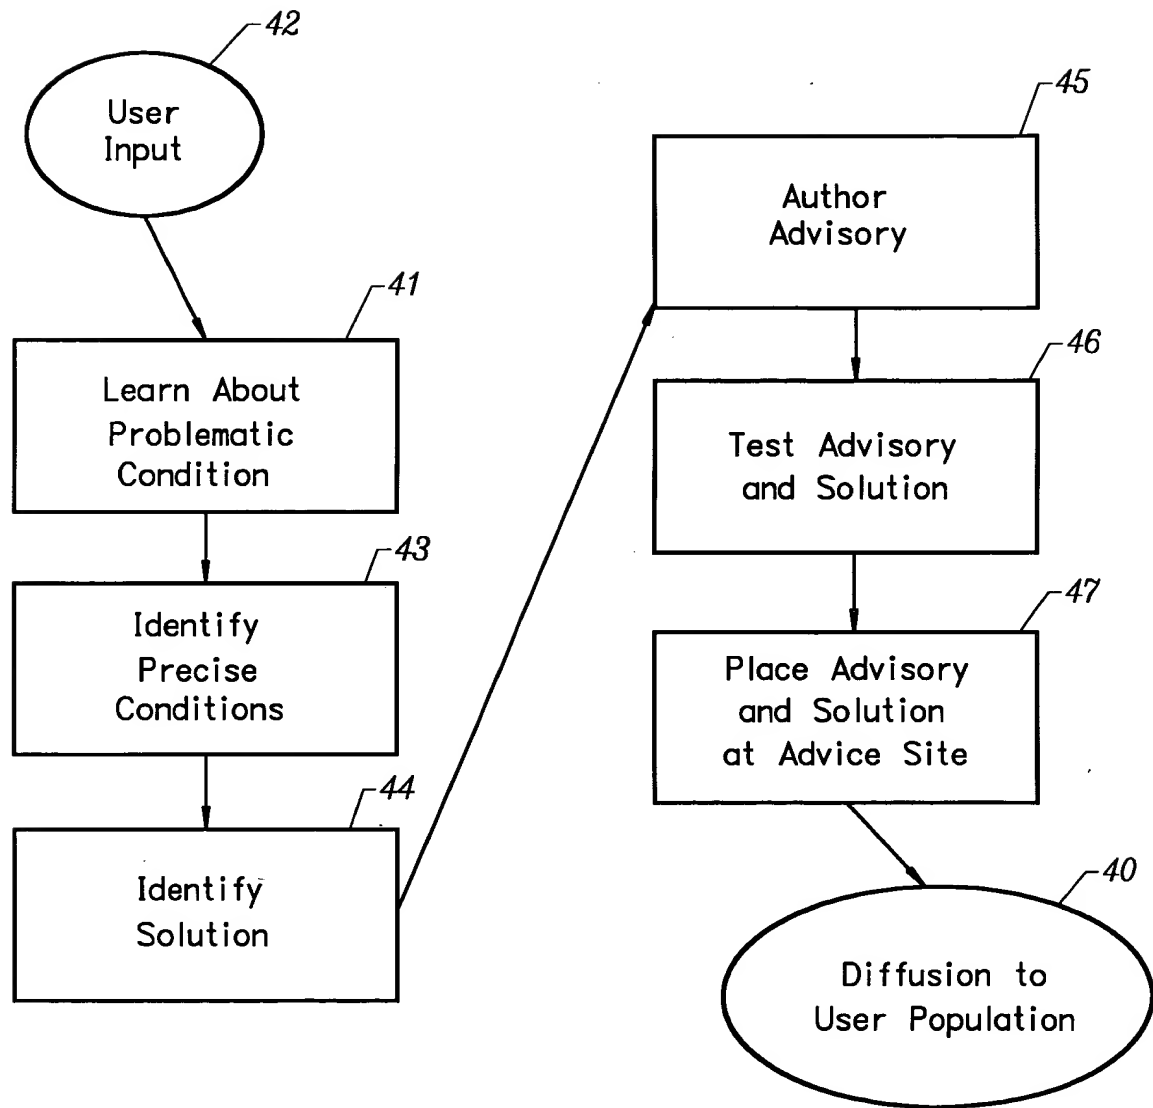 42
User
Input
41
Learn About
Problematic
Condition
43
Identify
Precise
Conditions
44
Identify
Solution
45
Author
Advisory
46
Test Advisory
and Solution
47
Place Advisory
and Solution
at Advice Site
40
Diffusion to
User Population